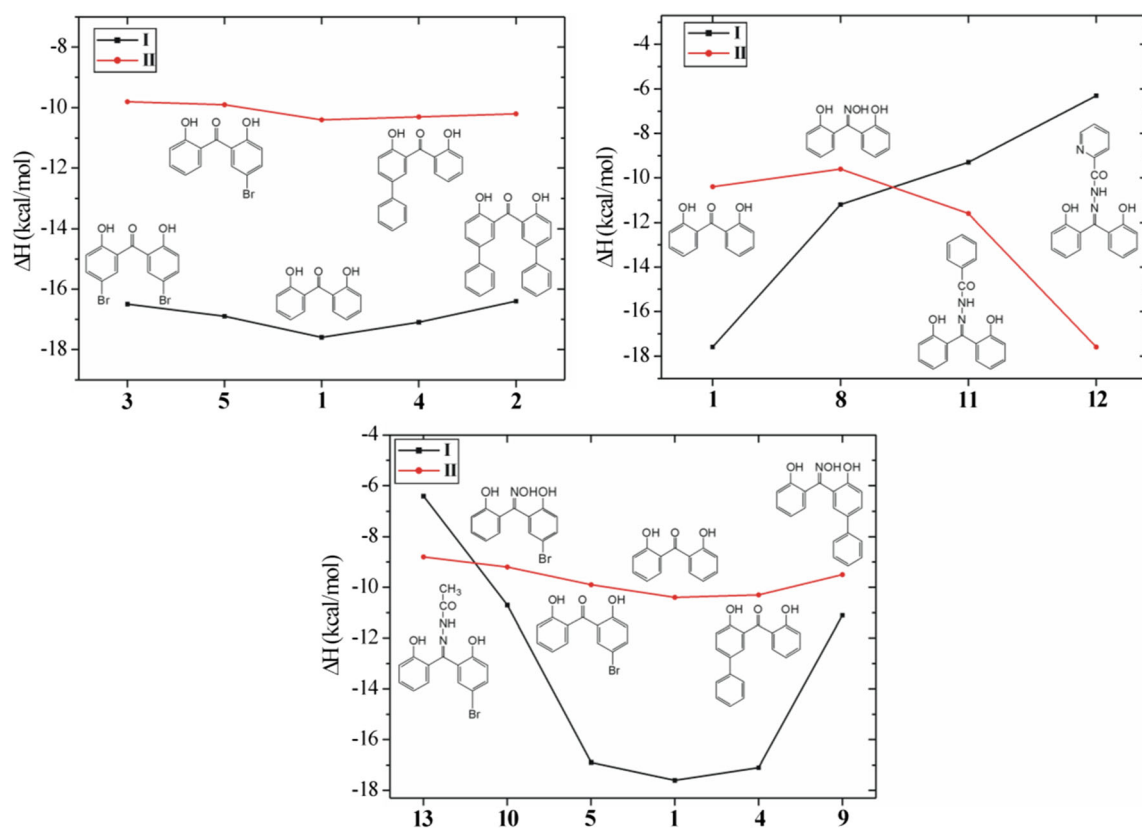 I
II
-8
-10
-12
-14
-16
-18
ΔH (kcal/mol)
3
5
1
4
2
OH
O
OH
Br
OH
O
OH
OH
O
OH
OH
O
OH
Br
Br
OH
O
OH
I
II
-4
-6
-8
-10
-12
-14
-16
-18
ΔH (kcal/mol)
1
8
11
12
OH
NOH
OH
OH
O
OH
N
CO
NH
N
OH
OH
CO
NH
N
OH
OH
I
II
-4
-6
-8
-10
-12
-14
-16
-18
ΔH (kcal/mol)
13
10
5
1
4
9
OH
NOH
OH
Br
OH
O
OH
OH
NOH
OH
CH3
CO
NH
N
OH
OH
Br
OH
O
OH
Br
OH
O
OH